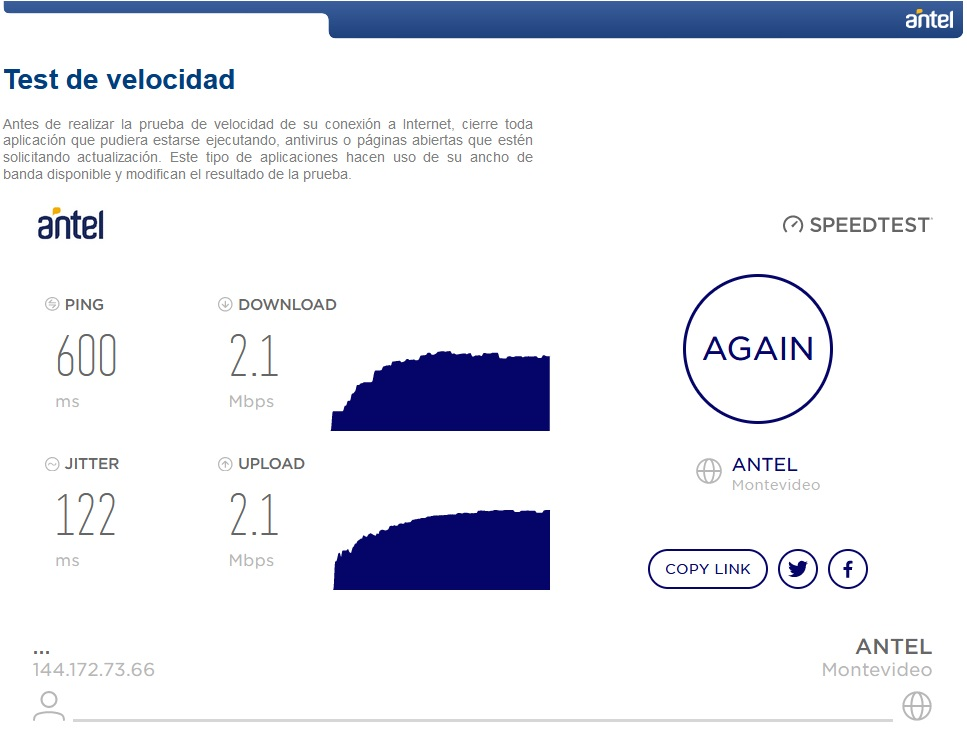 antel
Test de velocidad
Antes de realizar la prueba de velocidad de su conexión a Internet, cierre toda
aplicación que pudiera estarse ejecutando, antivirus o páginas abiertas que estén
solicitando actualización. Este tipo de aplicaciones hacen uso de su ancho de
banda disponible y modifican el resultado de la prueba.
antel
SPEEDTEST
PING
600
ms
DOWNLOAD
2.1
Mbps
JITTER
122
ms
UPLOAD
2.1
Mbps
AGAIN
ANTEL
Montevideo
COPY LINK
...
144.172.73.66
ANTEL
Montevideo